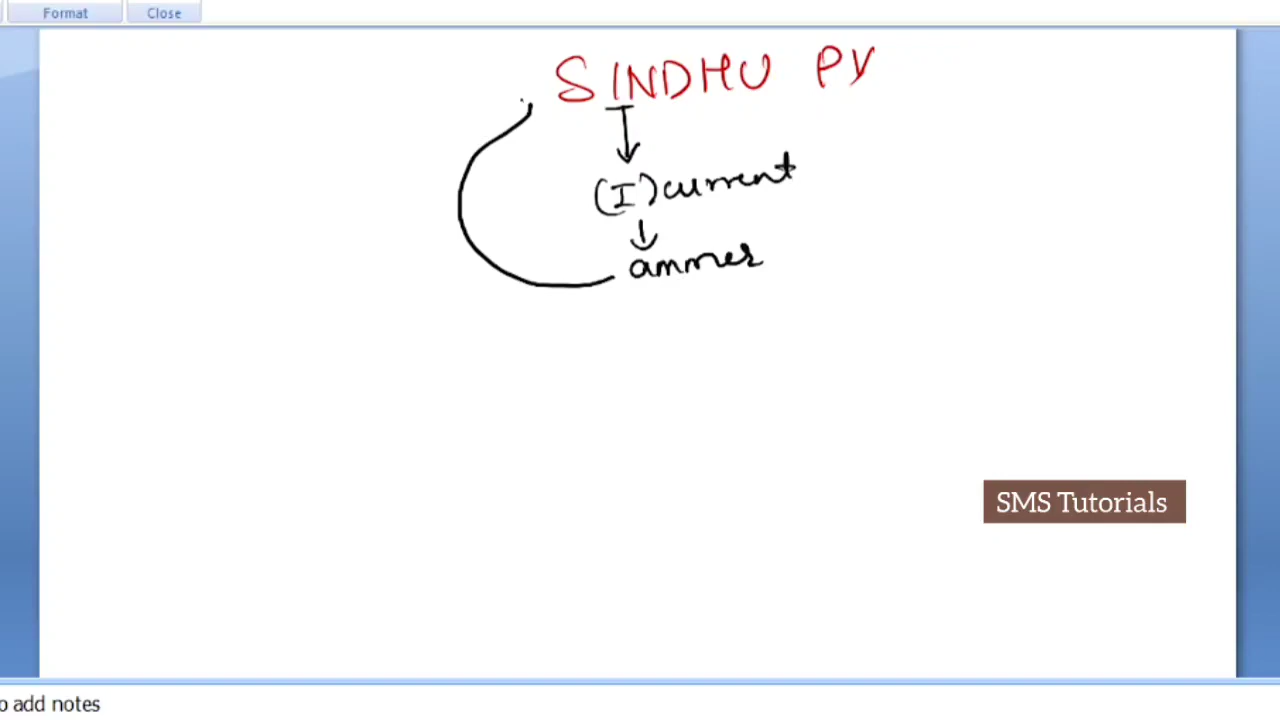 Format Close
SINDHU PV
(I) current
ammer
SMS Tutorials
o add notes